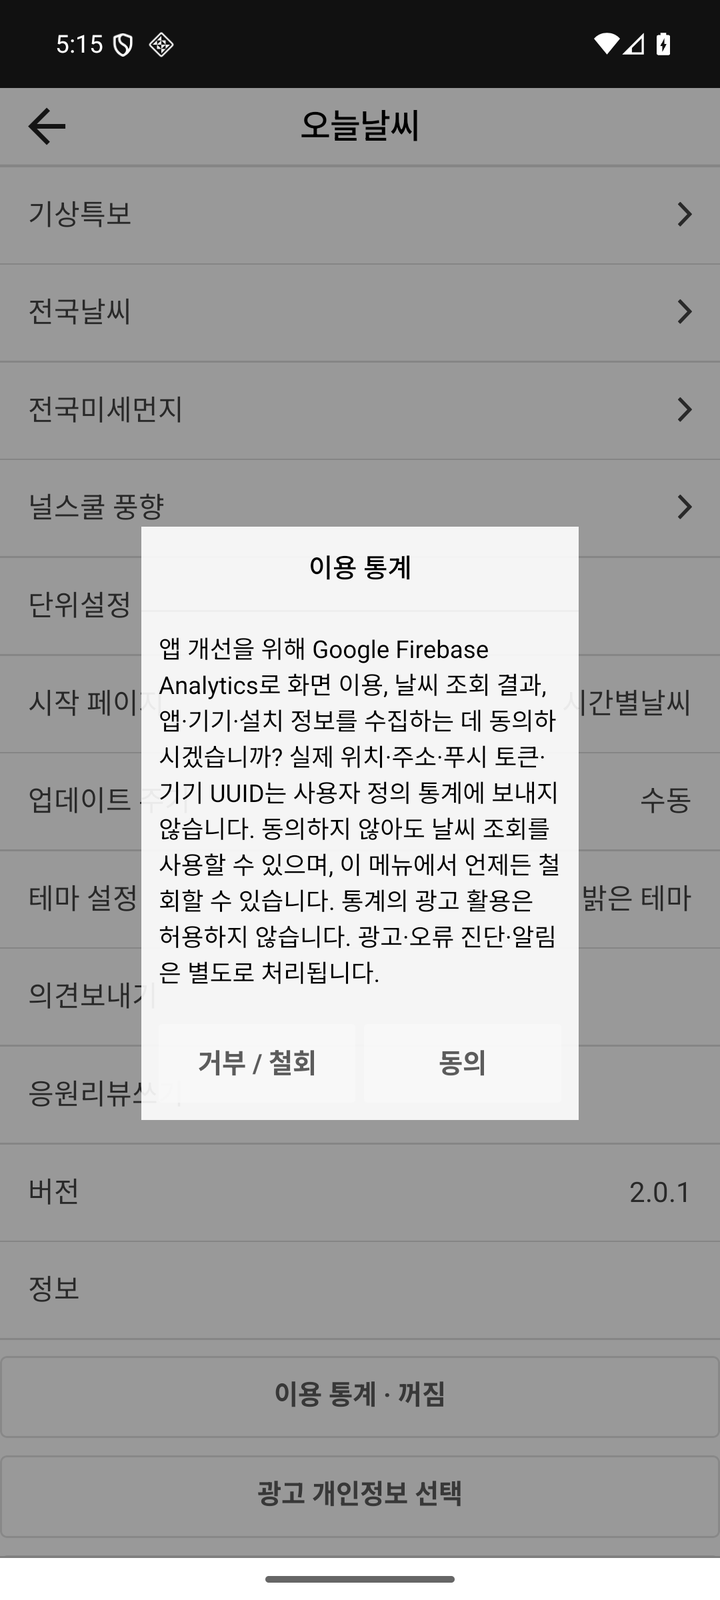 5:15
오늘날씨
기상특보
전국날씨
전국미세먼지
널스쿨 풍향
단위설정
시작 페이지
시간별날씨
업데이트 주기
수동
테마 설정
밝은 테마
의견보내기
응원리뷰쓰기
버전
2.0.1
정보
이용 통계 · 꺼짐
광고 개인정보 선택
이용 통계
앱 개선을 위해 Google Firebase
Analytics로 화면 이용, 날씨 조회 결과,
앱·기기·설치 정보를 수집하는 데 동의하
시겠습니까? 실제 위치·주소·푸시 토큰·
기기 UUID는 사용자 정의 통계에 보내지
않습니다. 동의하지 않아도 날씨 조회를
사용할 수 있으며, 이 메뉴에서 언제든 철
회할 수 있습니다. 통계의 광고 활용은
허용하지 않습니다. 광고·오류 진단·알림
은 별도로 처리됩니다.
거부 / 철회
동의